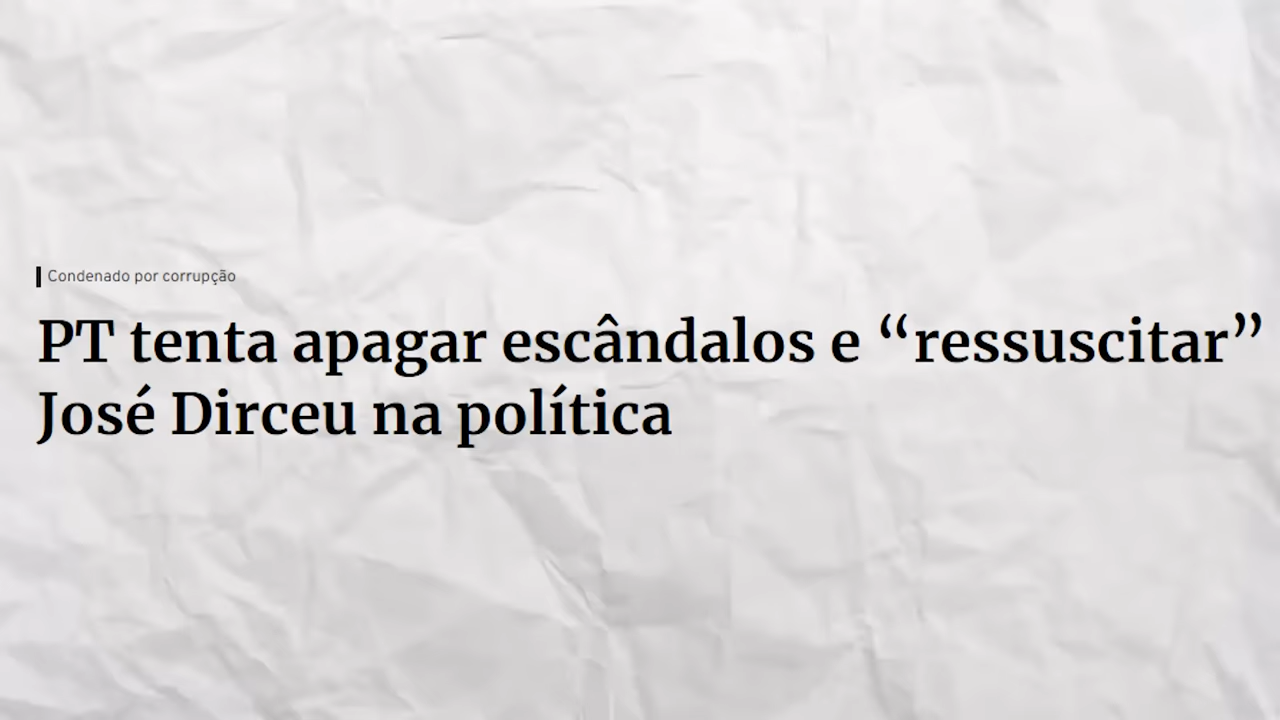 Condenado por corrupção
PT tenta apagar escândalos e “ressuscitar”
José Dirceu na política